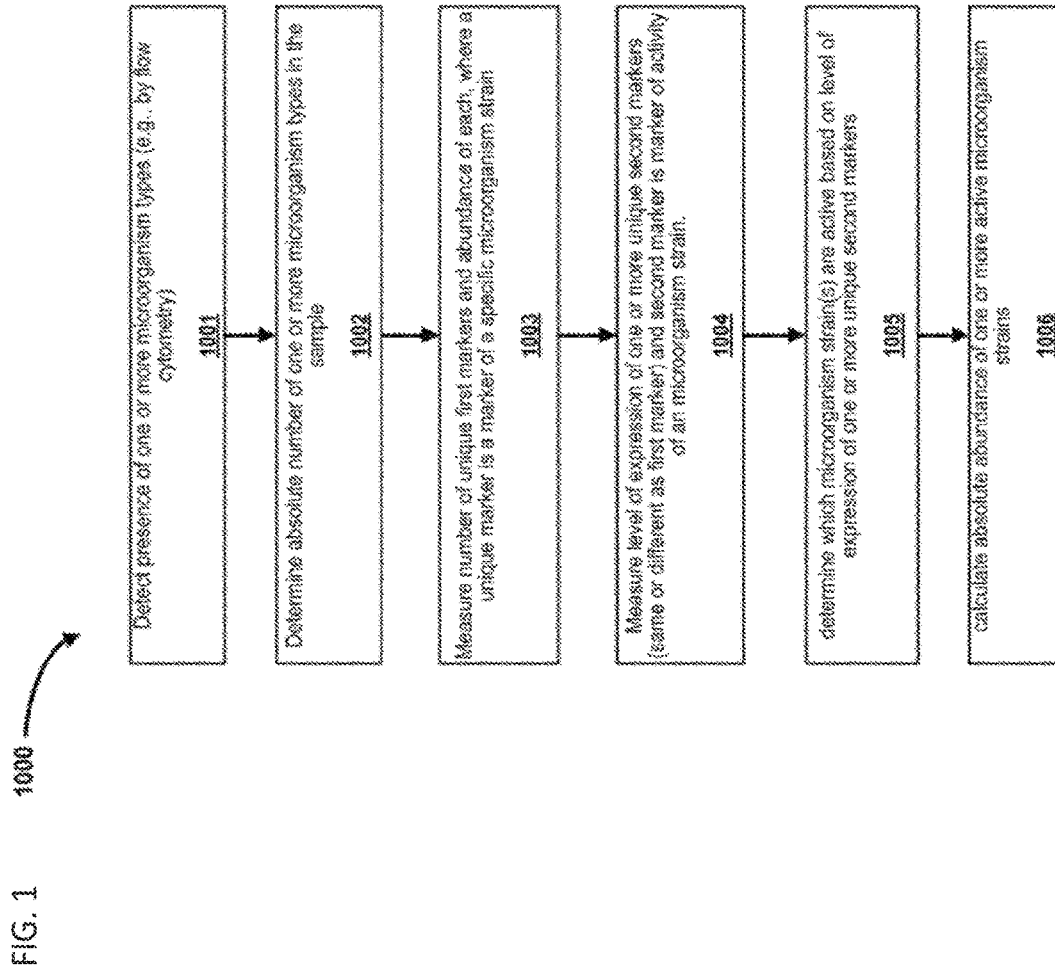 FIG. 1
1000
Detect presence of one or more microorganism types (e.g., by flow
cytometry)
1001
Determine absolute number of one or more microorganism types in the
sample
1002
Measure number of unique first markers and abundance of each, where a
unique marker is a marker of a specific microorganism strain
1003
Measure level of expression of one or more unique second markers
(same or different as first marker) and second marker is marker of activity
of an microorganism strain.
1004
determine which microorganism strain(s) are active based on level of
expression of one or more unique second markers
1005
calculate absolute abundance of one or more active microorganism
strains
1006